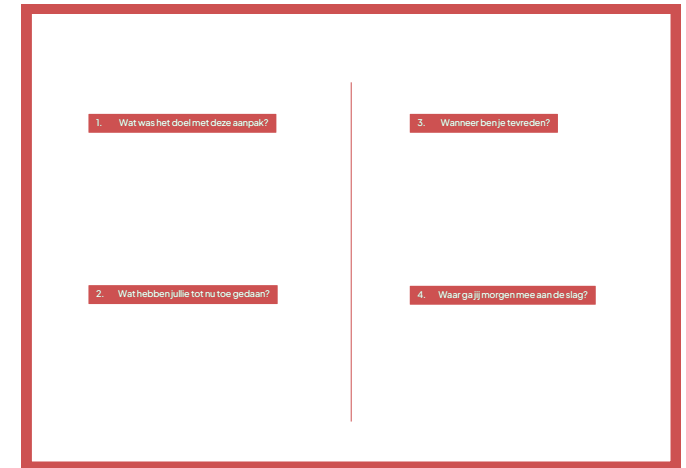 1. Wat was het doel met deze aanpak?
2. Wat hebben jullie tot nu toe gedaan?
3. Wanneer ben je tevreden?
4. Waar ga jij morgen mee aan de slag?